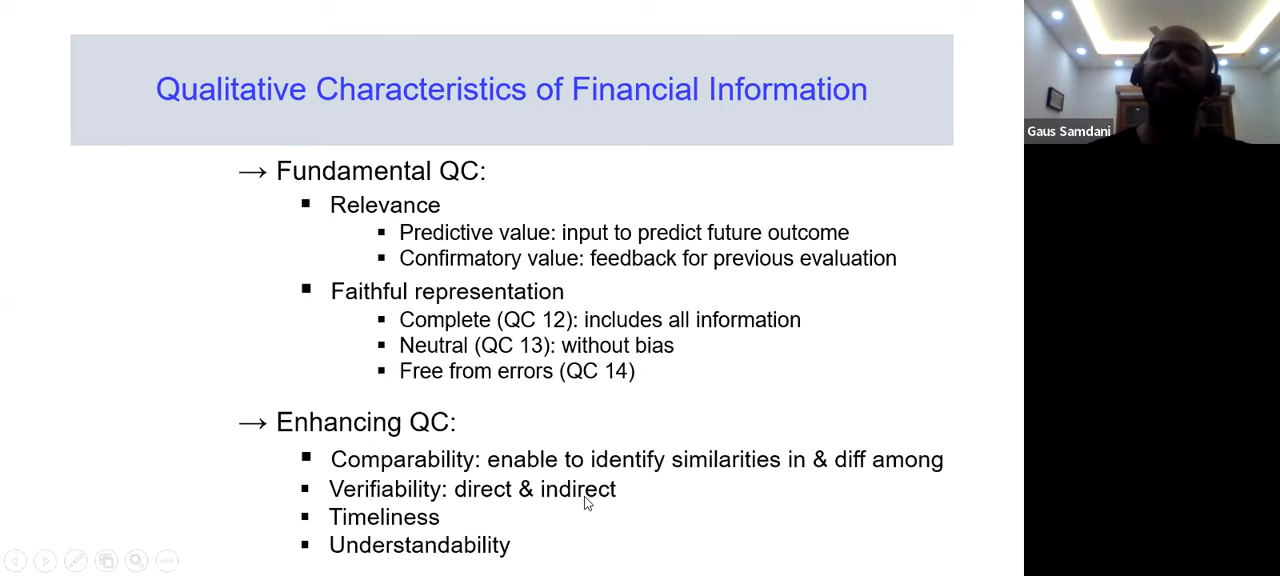 Qualitative Characteristics of Financial Information
Gaus Samdani
→ Fundamental QC:
▪ Relevance
▪ Predictive value: input to predict future outcome
▪ Confirmatory value: feedback for previous evaluation
▪ Faithful representation
▪ Complete (QC 12): includes all information
▪ Neutral (QC 13): without bias
▪ Free from errors (QC 14)
→ Enhancing QC:
▪ Comparability: enable to identify similarities in & diff among
▪ Verifiability: direct & indirect
▪ Timeliness
▪ Understandability